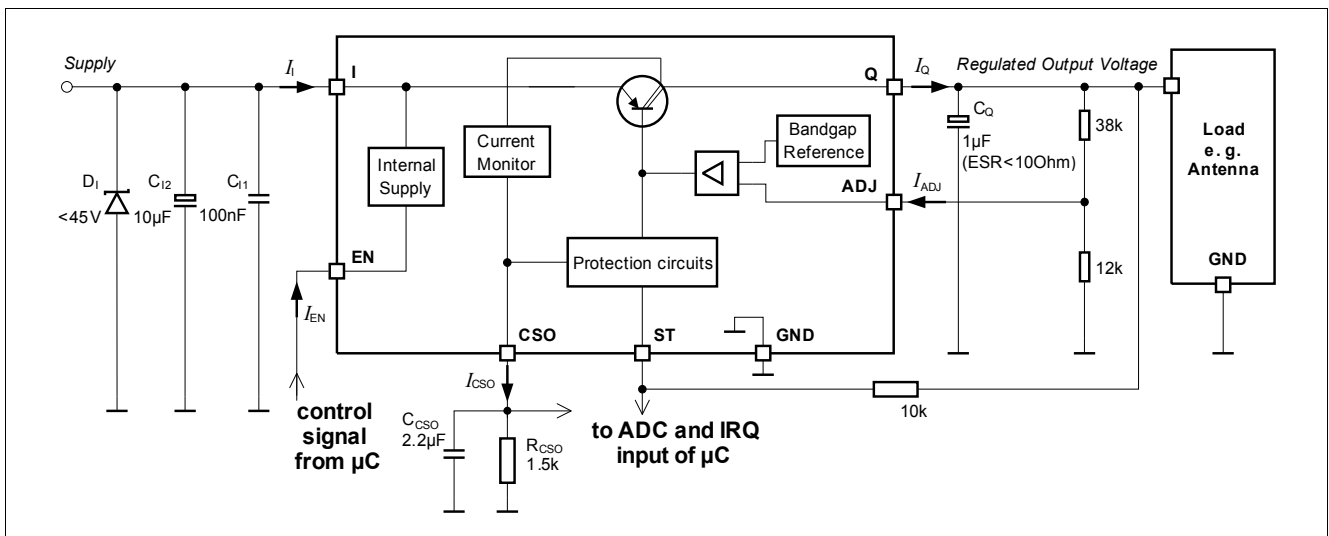 Supply
I_I
I
Q
I_Q
Regulated Output Voltage
Current
Monitor
Bandgap
Reference
C_Q
1µF
(ESR<10Ohm)
38k
Load
e. g.
Antenna
Internal
Supply
ADJ
I_ADJ
D_I
<45V
C_I2
10µF
C_I1
100nF
EN
Protection circuits
12k
GND
I_EN
CSO
ST
GND
I_CSO
10k
control
signal
from µC
C_CSO
2.2µF
R_CSO
1.5k
to ADC and IRQ
input of µC